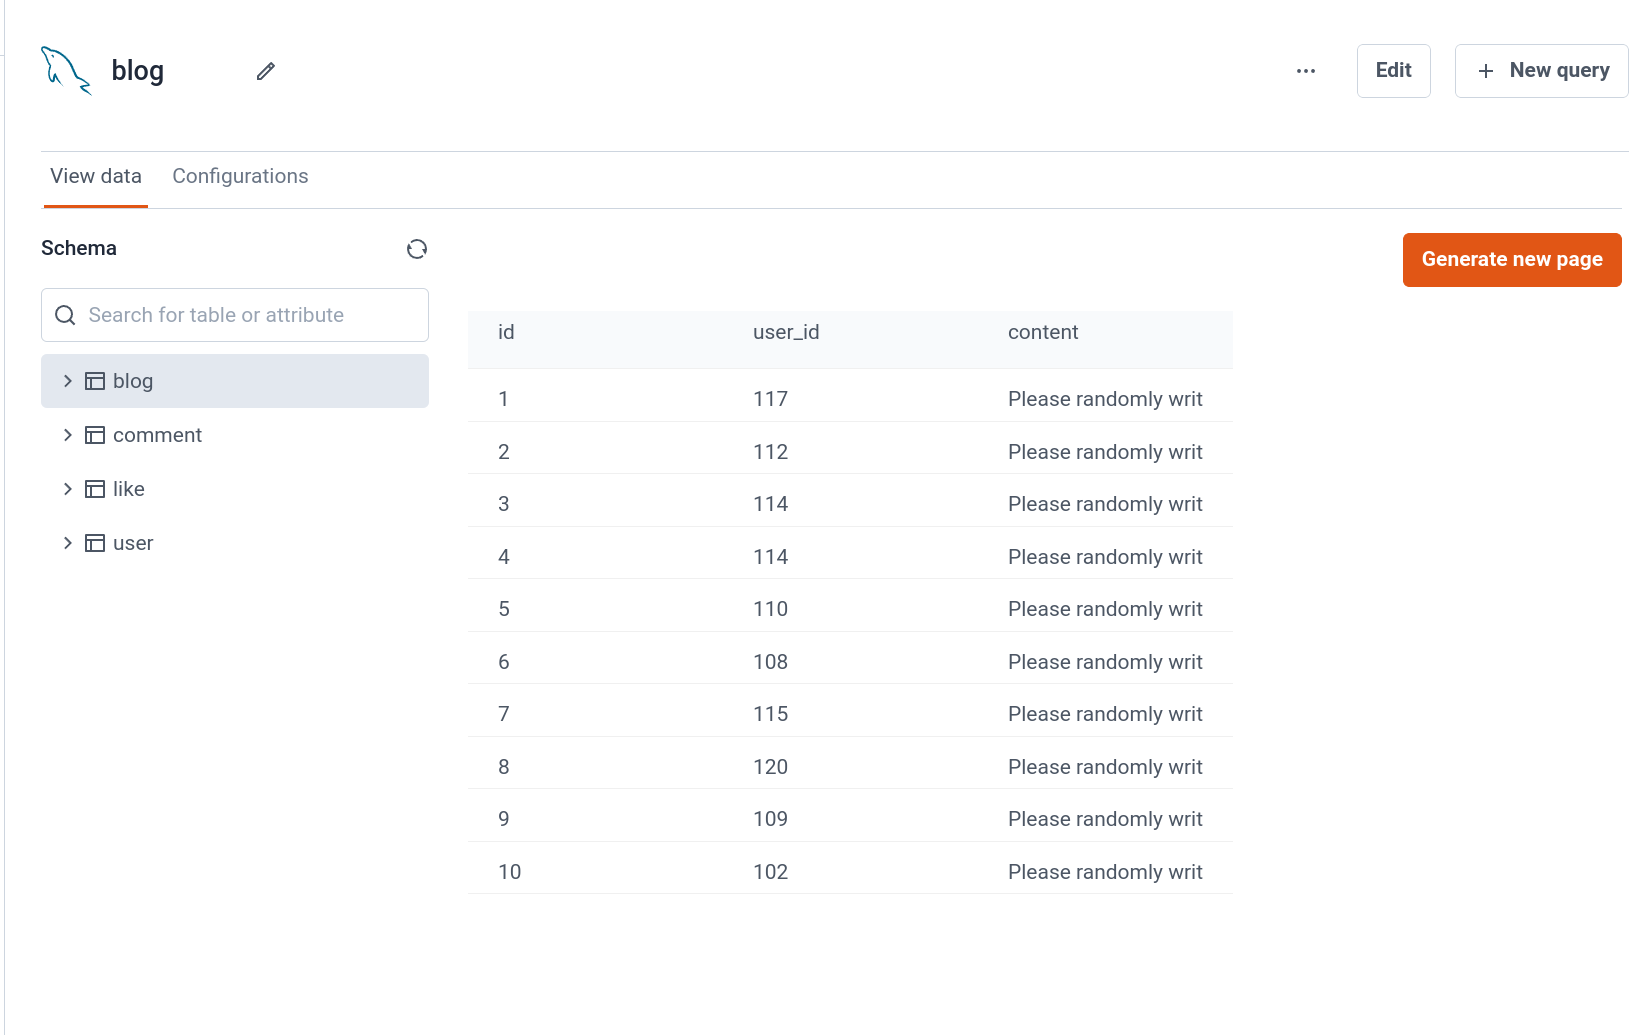 blog
Edit
New query
View data Configurations
Schema
Generate new page
Search for table or attribute
blog
comment
like
user
id user_id content
1 117 Please randomly writ
2 112 Please randomly writ
3 114 Please randomly writ
4 114 Please randomly writ
5 110 Please randomly writ
6 108 Please randomly writ
7 115 Please randomly writ
8 120 Please randomly writ
9 109 Please randomly writ
10 102 Please randomly writ